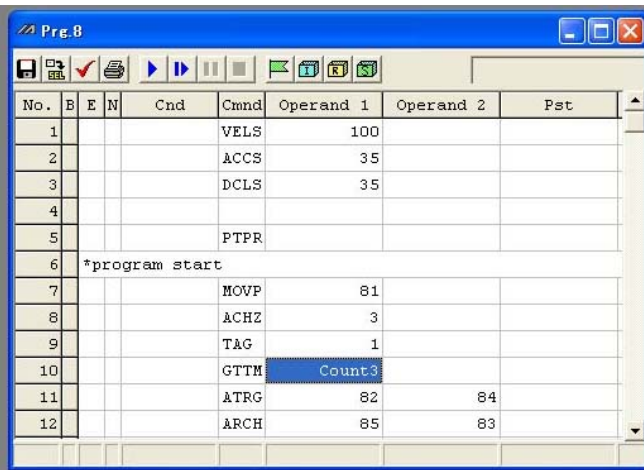 Prg.8
SEL I R S
No. B E N Cnd Cmnd Operand 1 Operand 2 Pst
1 VELS 100
2 ACCS 35
3 DCLS 35
4
5 PTPR
6 *program start
7 MOVP 81
8 ACHZ 3
9 TAG 1
10 GTTM Count3
11 ATRG 82 84
12 ARCH 85 83